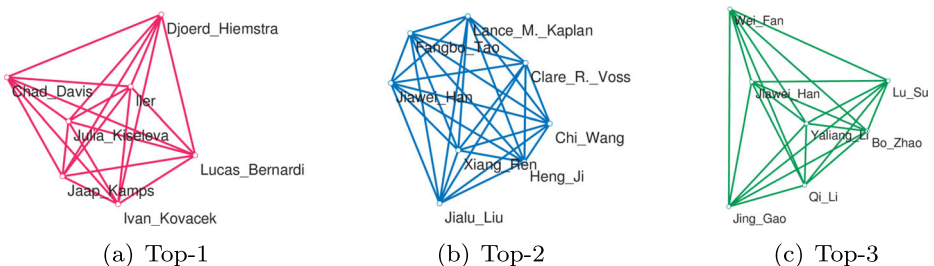 Djoerd_Hiemstra
Chad_Davis
Iler
Julia_Kiseleva
Lucas_Bernardi
Jaap_Kamps
Ivan_Kovacek
(a) Top-1
Lance_M._Kaplan
Fangbo_Tao
Clare_R._Voss
Jiawei_Han
Chi_Wang
Xiang_Ren
Heng_Ji
Jialu_Liu
(b) Top-2
Wei_Fan
Jiawei_Han
Lu_Su
Yaliang_Li
Bo_Zhao
Qi_Li
Jing_Gao
(c) Top-3